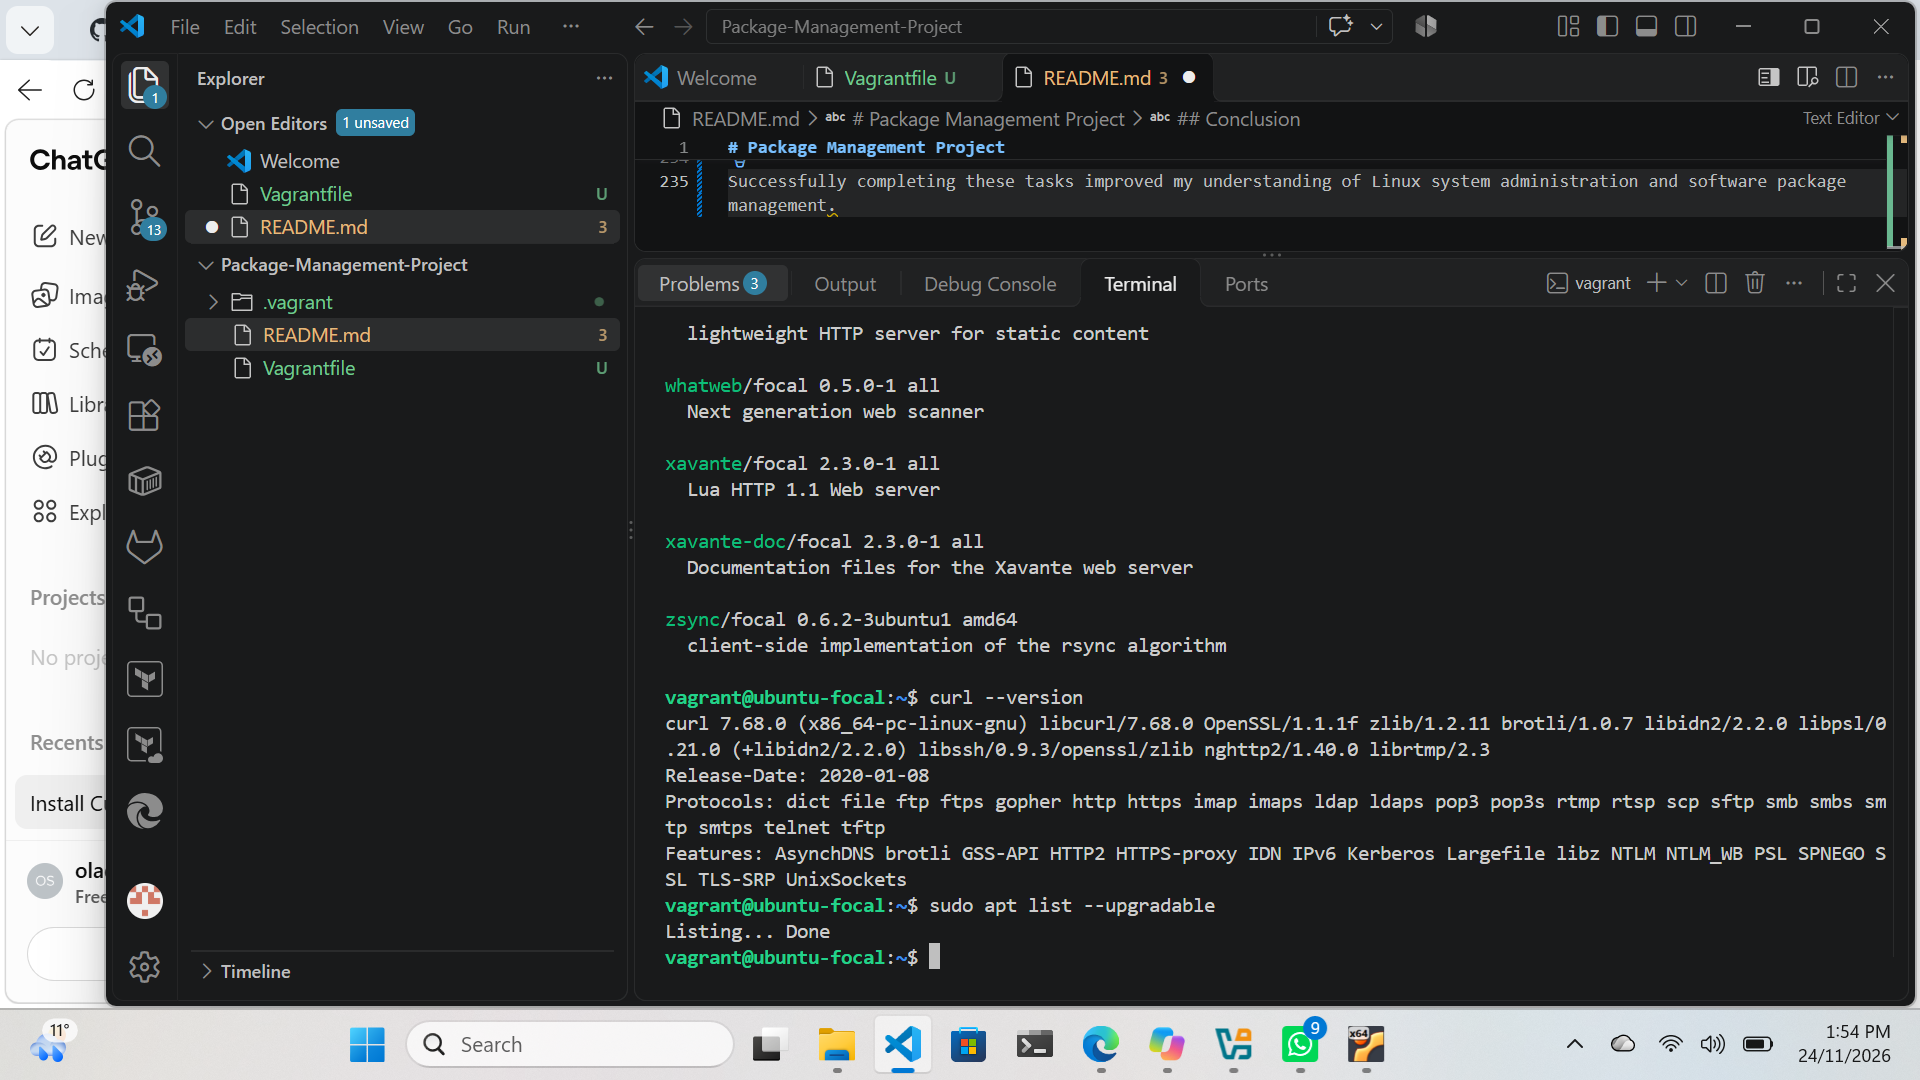 File Edit Selection View Go Run ···
Package-Management-Project
Explorer
Open Editors 1 unsaved
Welcome
Vagrantfile U
README.md 3
Package-Management-Project
.vagrant
README.md 3
Vagrantfile U
Timeline
1
13
Welcome
Vagrantfile U
README.md 3
README.md > abc # Package Management Project > abc ## Conclusion
Text Editor
1 # Package Management Project
235 Successfully completing these tasks improved my understanding of Linux system administration and software package
management.
Problems 3 Output Debug Console Terminal Ports
vagrant
lightweight HTTP server for static content
whatweb/focal 0.5.0-1 all
Next generation web scanner
xavante/focal 2.3.0-1 all
Lua HTTP 1.1 Web server
xavante-doc/focal 2.3.0-1 all
Documentation files for the Xavante web server
zsync/focal 0.6.2-3ubuntu1 amd64
client-side implementation of the rsync algorithm
vagrant@ubuntu-focal:~$ curl --version
curl 7.68.0 (x86_64-pc-linux-gnu) libcurl/7.68.0 OpenSSL/1.1.1f zlib/1.2.11 brotli/1.0.7 libidn2/2.2.0 libpsl/0
.21.0 (+libidn2/2.2.0) libssh/0.9.3/openssl/zlib nghttp2/1.40.0 librtmp/2.3
Release-Date: 2020-01-08
Protocols: dict file ftp ftps gopher http https imap imaps ldap ldaps pop3 pop3s rtmp rtsp scp sftp smb smbs sm
tp smtps telnet tftp
Features: AsynchDNS brotli GSS-API HTTP2 HTTPS-proxy IDN IPv6 Kerberos Largefile libz NTLM NTLM_WB PSL SPNEGO S
SL TLS-SRP UnixSockets
vagrant@ubuntu-focal:~$ sudo apt list --upgradable
Listing... Done
vagrant@ubuntu-focal:~$
ChatG
New
Ima
Sche
Libra
Plug
Expl
Projects
No proje
Recents
Install Cu
OS
olad
Free
11°
Search
9
x64
1:54 PM
24/11/2026